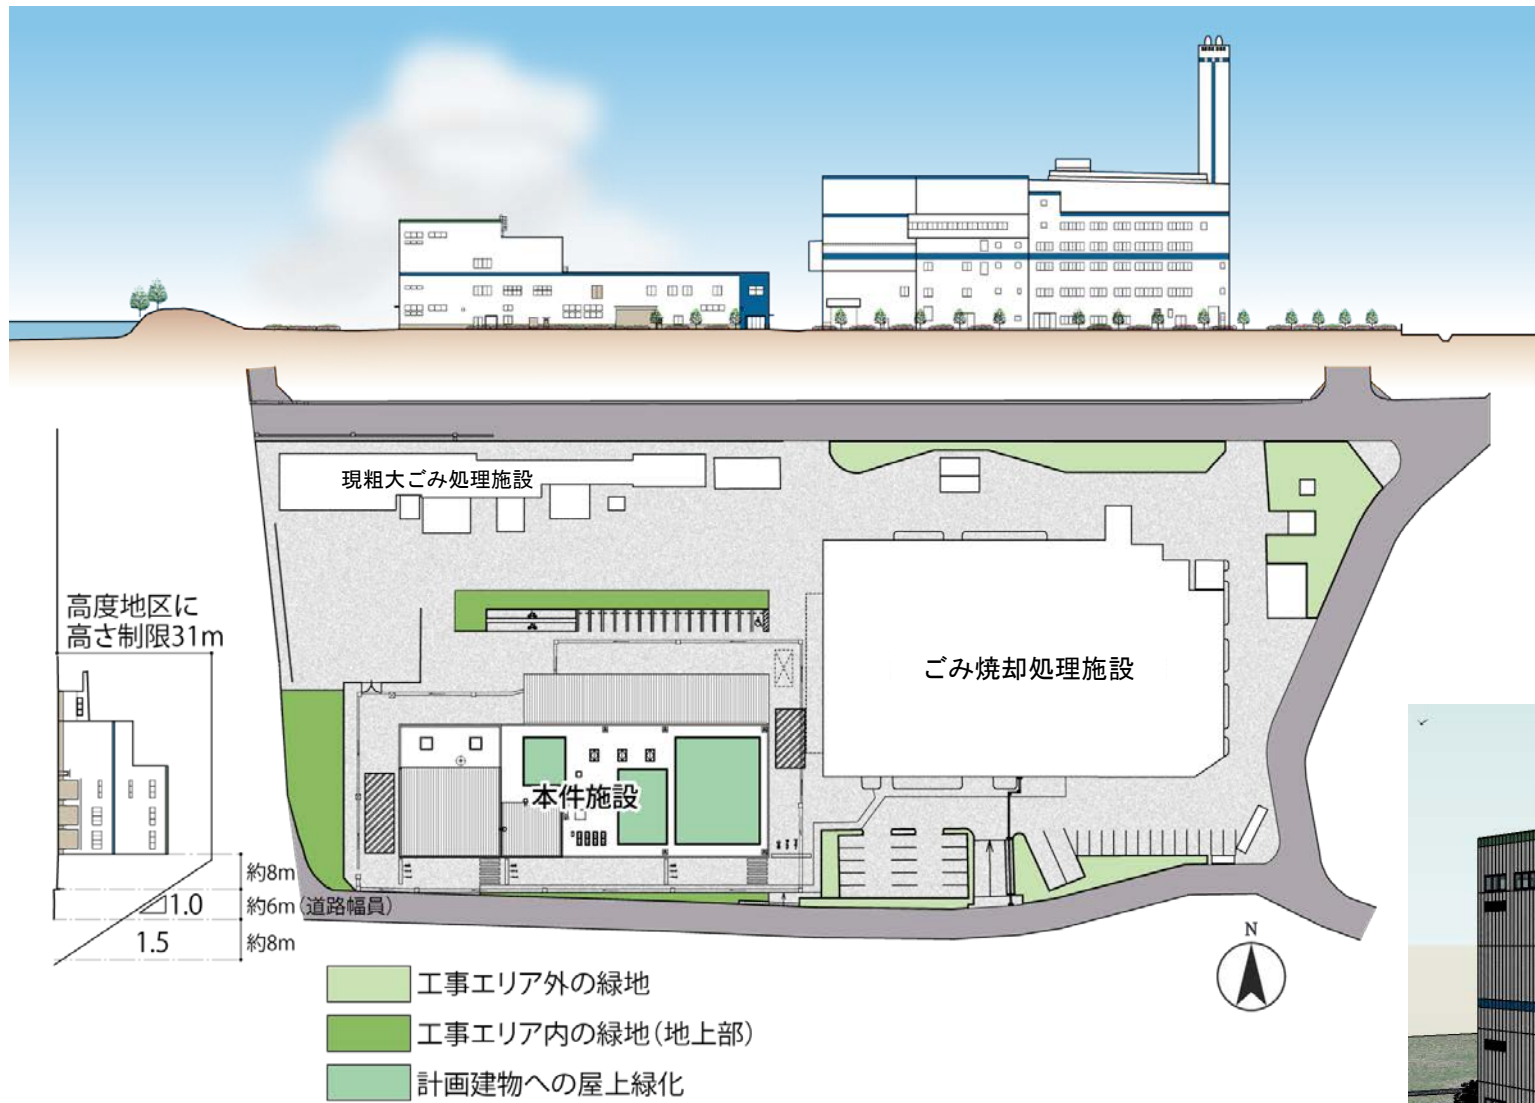 現粗大ごみ処理施設
高度地区に
高さ制限31m
ごみ焼却処理施設
本件施設
約8m
1.0
約6m(道路幅員)
1.5
約8m
N
工事エリア外の緑地
工事エリア内の緑地(地上部)
計画建物への屋上緑化